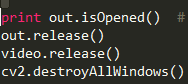 print out.isOpened()  #
out.release()
video.release()
cv2.destroyAllWindows()